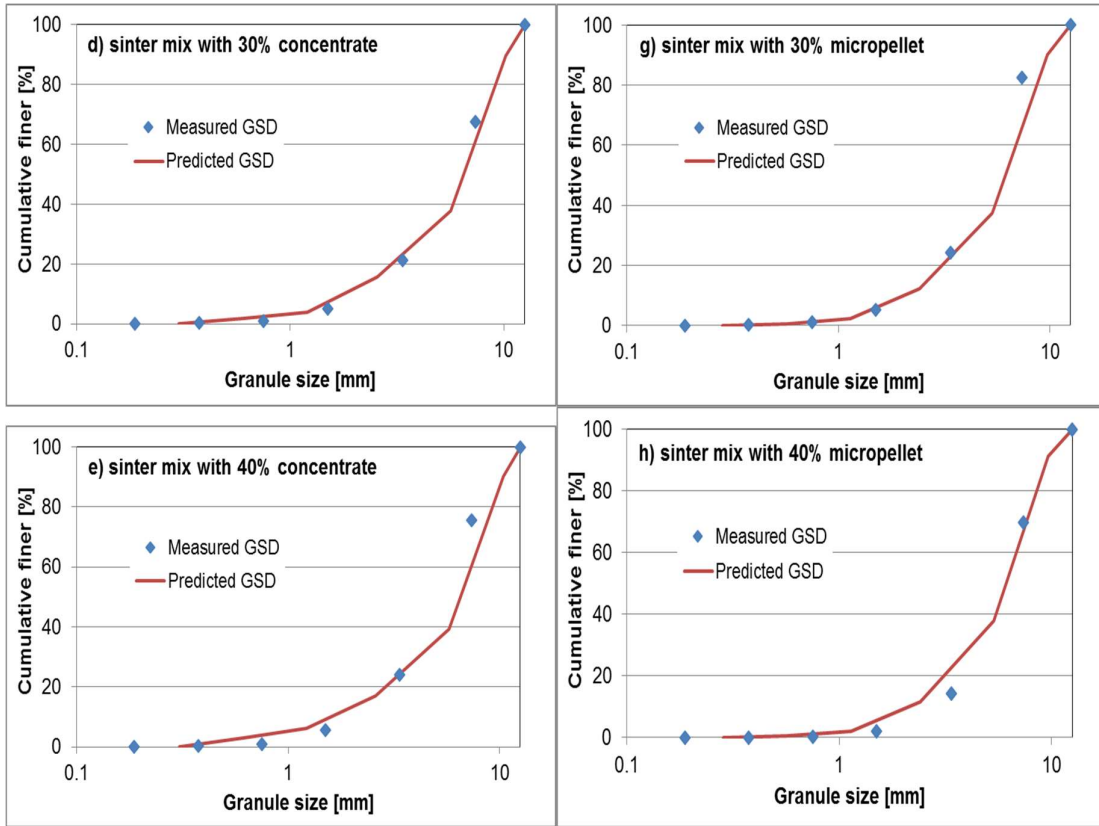 d) sinter mix with 30% concentrate
Measured GSD
Predicted GSD
Cumulative finer [%]
100
80
60
40
20
0
0.1 1 10
Granule size [mm]
g) sinter mix with 30% micropellet
Measured GSD
Predicted GSD
Cumulative finer [%]
100
80
60
40
20
0
0.1 1 10
Granule size [mm]
e) sinter mix with 40% concentrate
Measured GSD
Predicted GSD
Cumulative finer [%]
100
80
60
40
20
0
0.1 1 10
Granule size [mm]
h) sinter mix with 40% micropellet
Measured GSD
Predicted GSD
Cumulative finer [%]
100
80
60
40
20
0
0.1 1 10
Granule size [mm]